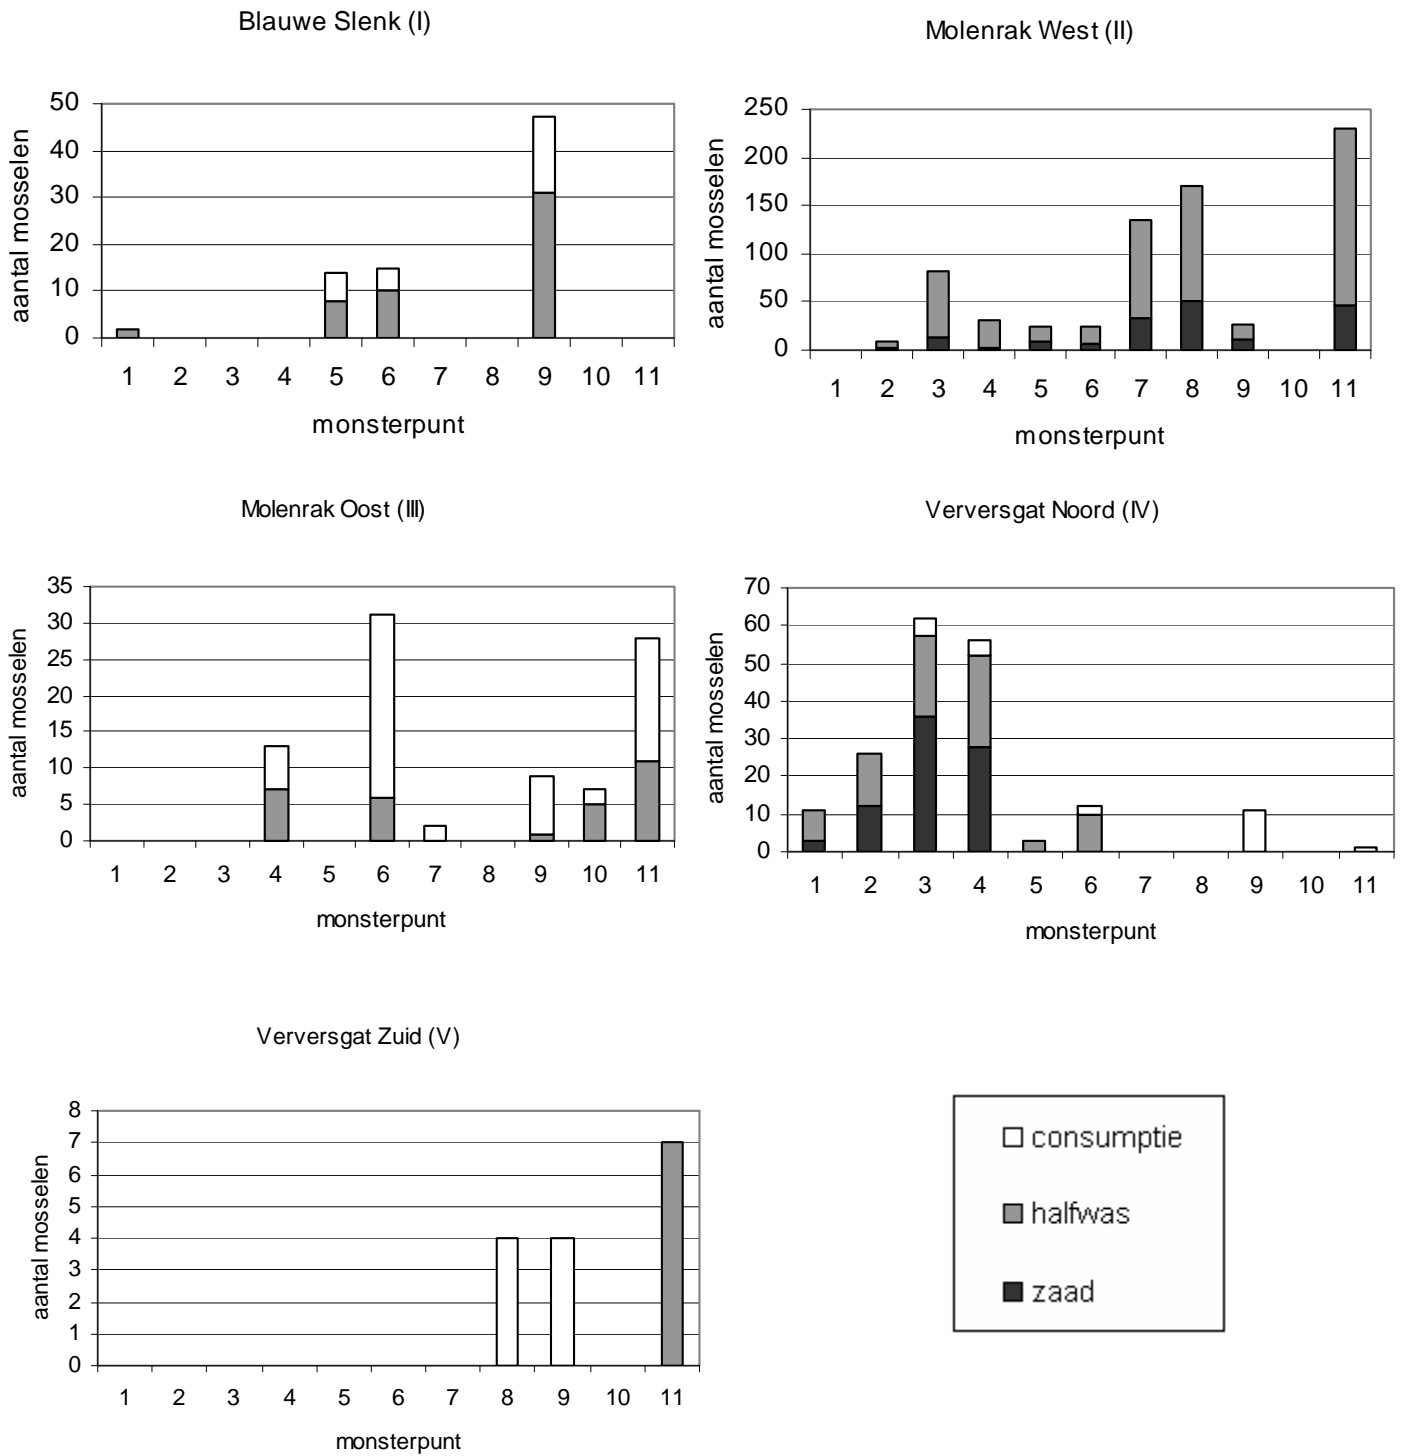 Blauwe Slenk (I)
aantal mosselen
50
40
30
20
10
0
1 2 3 4 5 6 7 8 9 10 11
monsterpunt
Molenrak West (II)
aantal mosselen
250
200
150
100
50
0
1 2 3 4 5 6 7 8 9 10 11
monsterpunt
Molenrak Oost (III)
aantal mosselen
35
30
25
20
15
10
5
0
1 2 3 4 5 6 7 8 9 10 11
monsterpunt
Verversgat Noord (IV)
aantal mosselen
70
60
50
40
30
20
10
0
1 2 3 4 5 6 7 8 9 10 11
monsterpunt
Verversgat Zuid (V)
aantal mosselen
8
7
6
5
4
3
2
1
0
1 2 3 4 5 6 7 8 9 10 11
monsterpunt
consumptie
halfwas
zaad